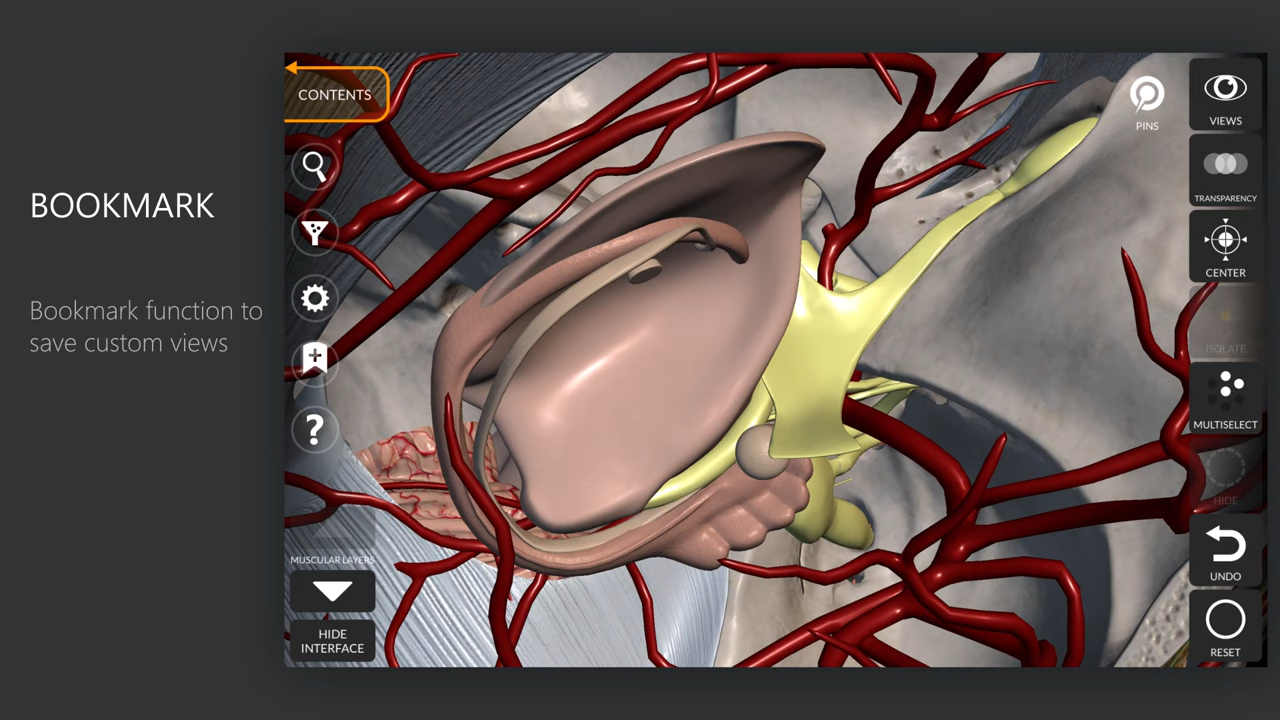 BOOKMARK
Bookmark function to
save custom views
CONTENTS
?
MUSCULAR LAYERS
HIDE
INTERFACE
PINS
VIEWS
TRANSPARENCY
CENTER
ISOLATE
MULTISELECT
HIDE
UNDO
RESET